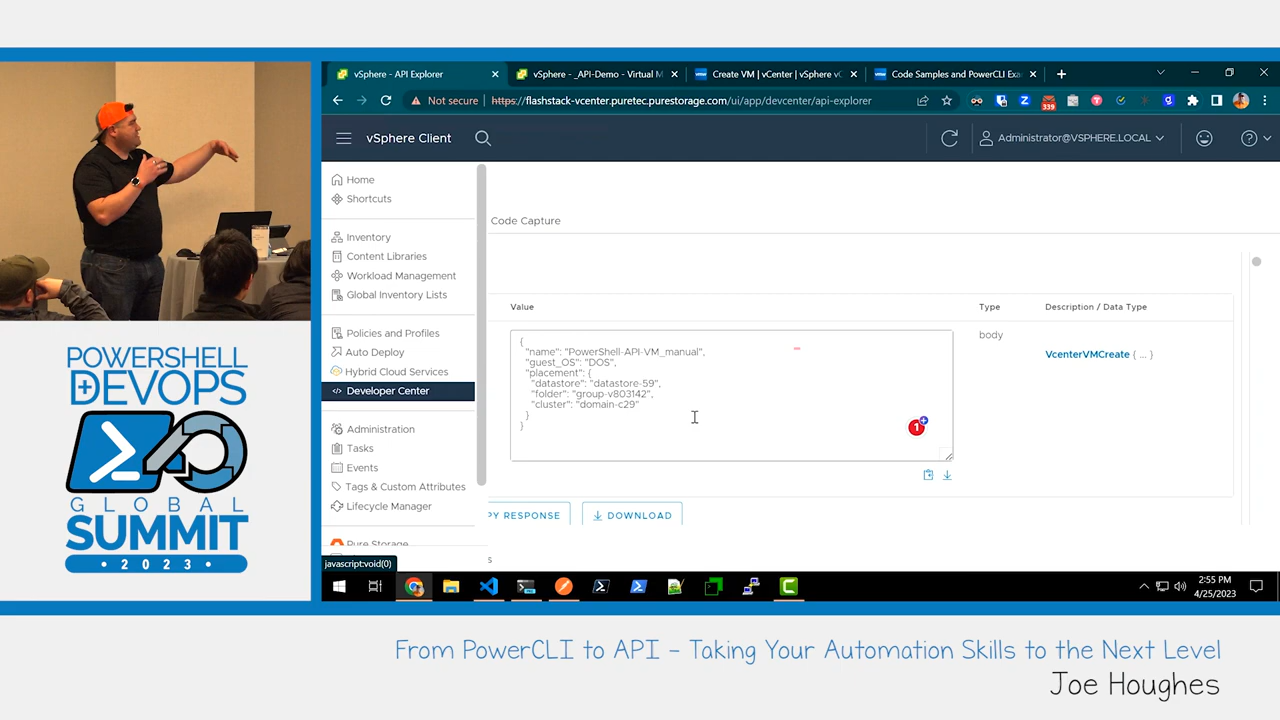 vSphere - API Explorer
vSphere - _API-Demo - Virtual M
Create VM | vCenter | vSphere v
Code Samples and PowerCLI Exa
Not secure
https://flashstack-vcenter.puretec.purestorage.com/ui/app/devcenter/api-explorer
339
vSphere Client
Administrator@VSPHERE.LOCAL
Home
Shortcuts
Inventory
Content Libraries
Workload Management
Global Inventory Lists
Policies and Profiles
Auto Deploy
Hybrid Cloud Services
Developer Center
Administration
Tasks
Events
Tags & Custom Attributes
Lifecycle Manager
Pure Storage
javascript:void(0)
Code Capture
Value
Type
Description / Data Type
{
"name": "PowerShell-API-VM_manual",
"guest_OS": "DOS",
"placement": {
"datastore": "datastore-59",
"folder": "group-v803142",
"cluster": "domain-c29"
}
}
1
body
VcenterVMCreate { ... }
PY RESPONSE
DOWNLOAD
s
2:55 PM
4/25/2023
POWERSHELL
+DEVOPS
GLOBAL
SUMMIT
• 2023 •
From PowerCLI to API – Taking Your Automation Skills to the Next Level
Joe Houghes